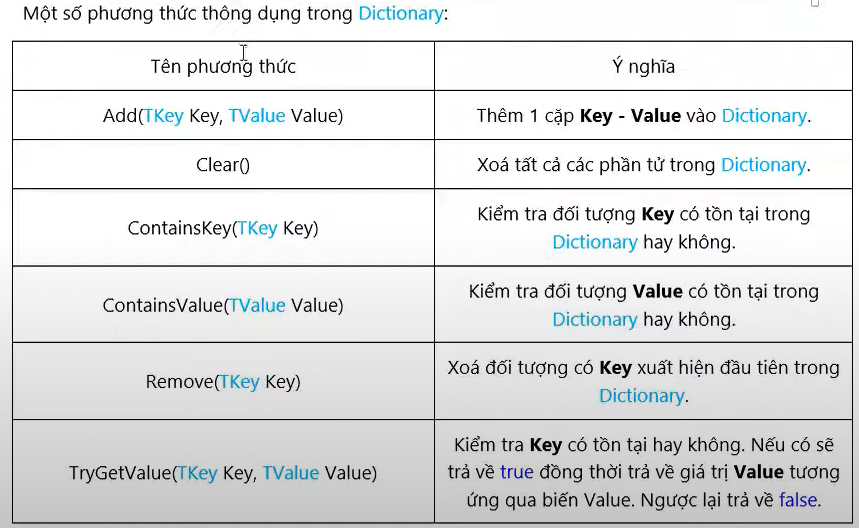 Một số phương thức thông dụng trong Dictionary:
Tên phương thức
Ý nghĩa
Add(TKey Key, TValue Value)
Thêm 1 cặp Key - Value vào Dictionary.
Clear()
Xoá tất cả các phần tử trong Dictionary.
ContainsKey(TKey Key)
Kiểm tra đối tượng Key có tồn tại trong
Dictionary hay không.
ContainsValue(TValue Value)
Kiểm tra đối tượng Value có tồn tại trong
Dictionary hay không.
Remove(TKey Key)
Xoá đối tượng có Key xuất hiện đầu tiên trong
Dictionary.
TryGetValue(TKey Key, TValue Value)
Kiểm tra Key có tồn tại hay không. Nếu có sẽ
trả về true đồng thời trả về giá trị Value tương
ứng qua biến Value. Ngược lại trả về false.